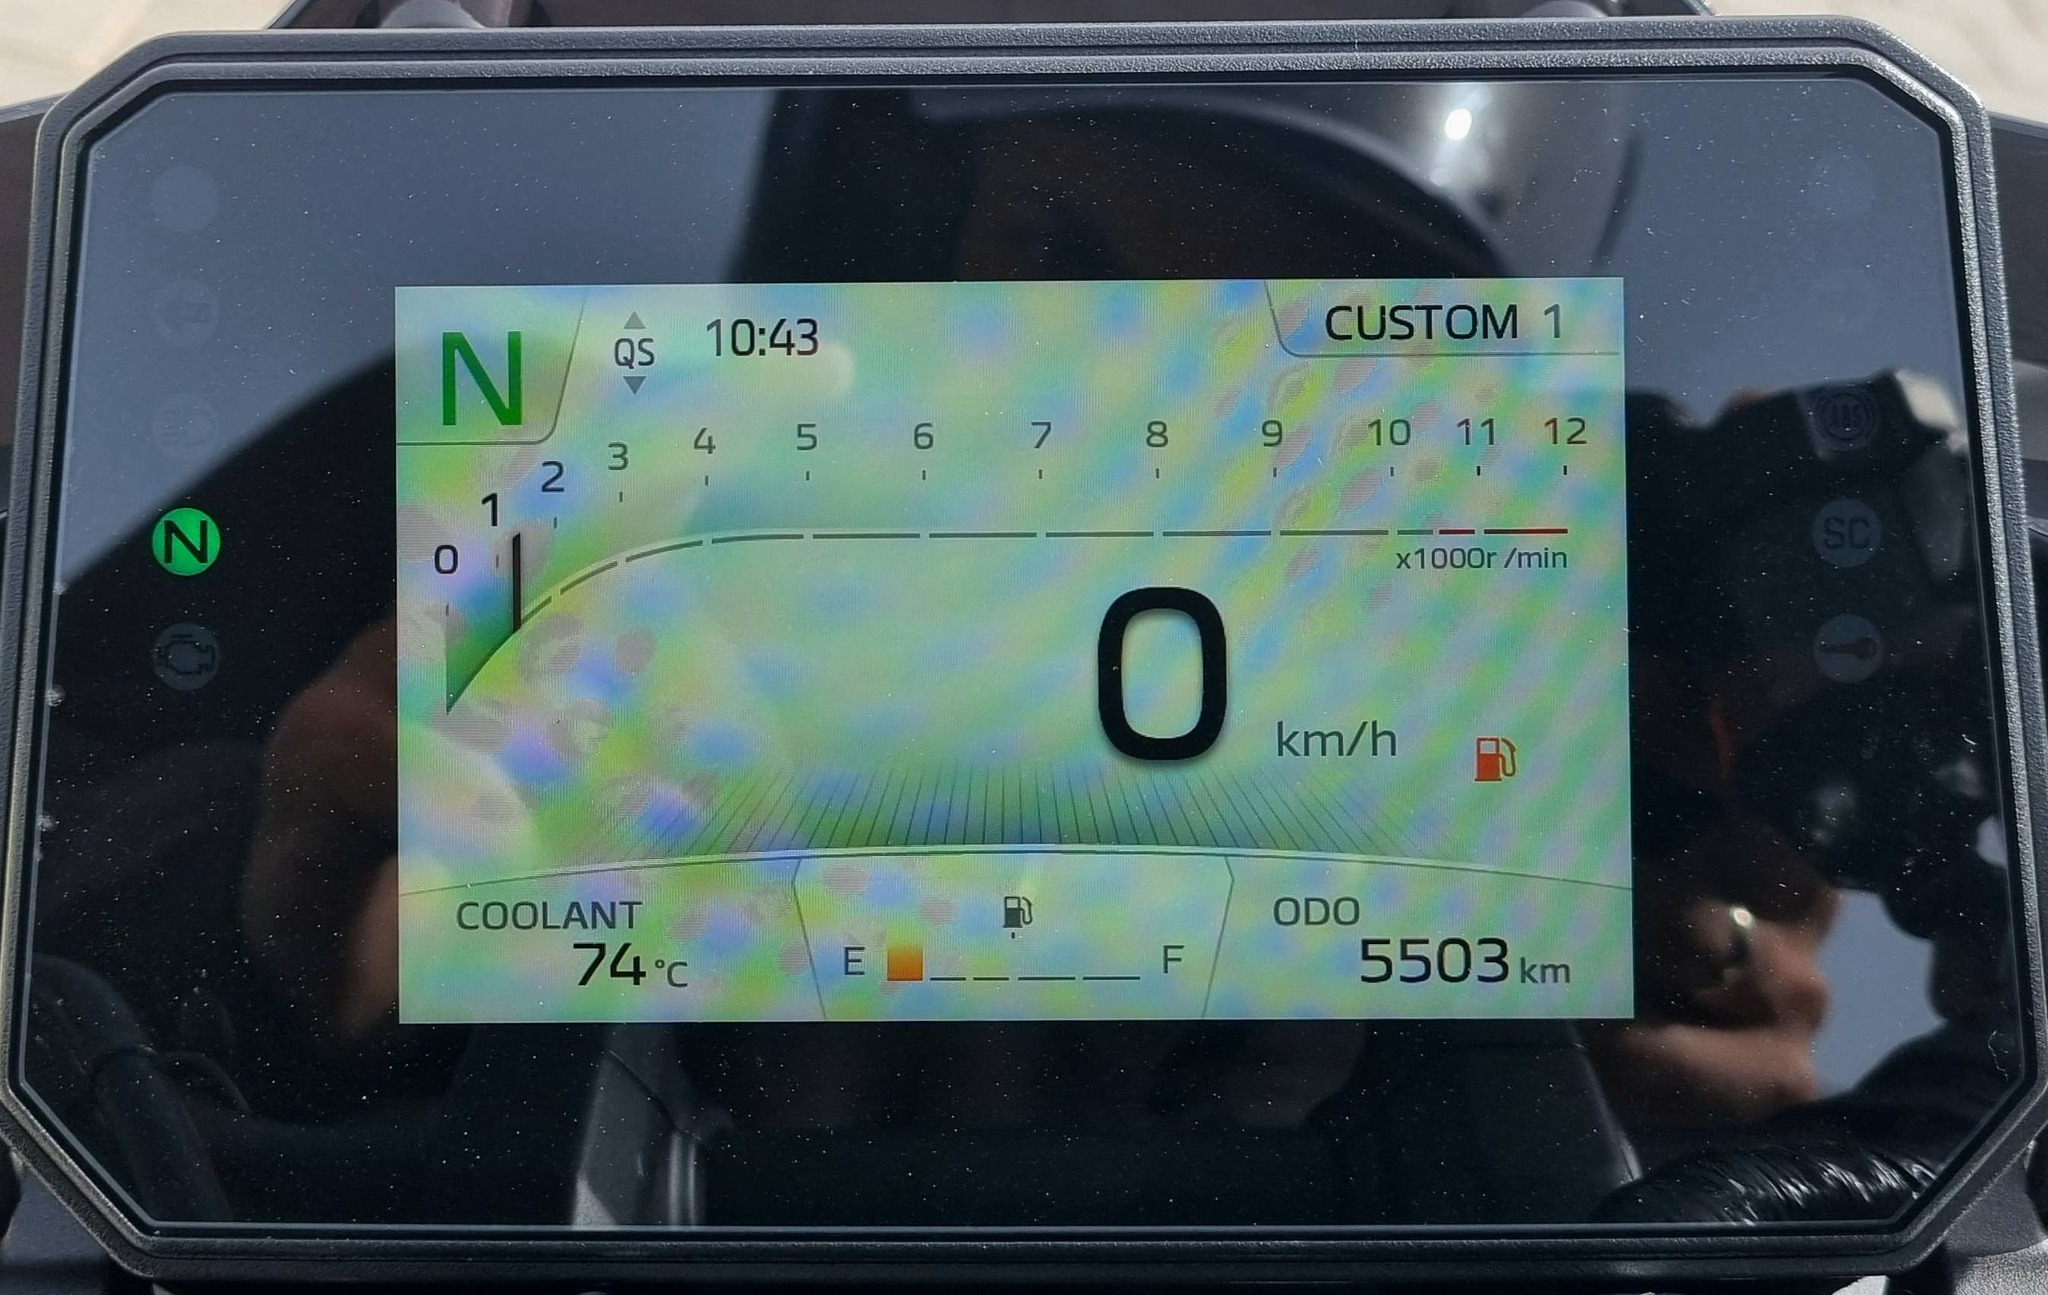 N QS 10:43 CUSTOM 1
0 1 2 3 4 5 6 7 8 9 10 11 12
x1000r/min
N
ABS
SC
0 km/h
COOLANT
74 °C
E F
ODO
5503 km